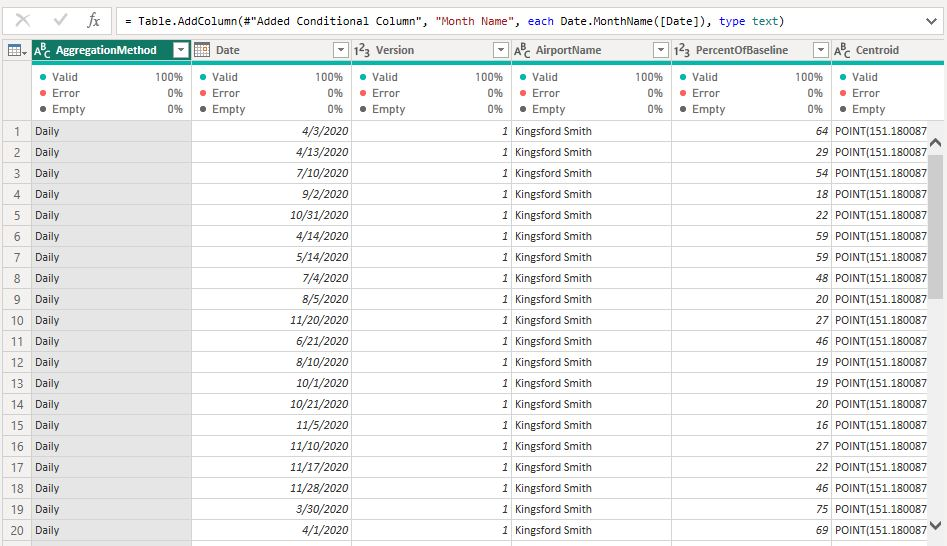 fx = Table.AddColumn(#"Added Conditional Column", "Month Name", each Date.MonthName([Date]), type text)
ABC AggregationMethod Date 123 Version ABC AirportName 123 PercentOfBaseline ABC Centroid
Valid 100% Valid 100% Valid 100% Valid 100% Valid 100% Valid
Error 0% Error 0% Error 0% Error 0% Error 0% Error
Empty 0% Empty 0% Empty 0% Empty 0% Empty 0% Empty
1 Daily 4/3/2020 1 Kingsford Smith 64 POINT(151.180087
2 Daily 4/13/2020 1 Kingsford Smith 29 POINT(151.180087
3 Daily 7/10/2020 1 Kingsford Smith 54 POINT(151.180087
4 Daily 9/2/2020 1 Kingsford Smith 18 POINT(151.180087
5 Daily 10/31/2020 1 Kingsford Smith 22 POINT(151.180087
6 Daily 4/14/2020 1 Kingsford Smith 59 POINT(151.180087
7 Daily 5/14/2020 1 Kingsford Smith 59 POINT(151.180087
8 Daily 7/4/2020 1 Kingsford Smith 48 POINT(151.180087
9 Daily 8/5/2020 1 Kingsford Smith 20 POINT(151.180087
10 Daily 11/20/2020 1 Kingsford Smith 27 POINT(151.180087
11 Daily 6/21/2020 1 Kingsford Smith 46 POINT(151.180087
12 Daily 8/10/2020 1 Kingsford Smith 19 POINT(151.180087
13 Daily 10/1/2020 1 Kingsford Smith 19 POINT(151.180087
14 Daily 10/21/2020 1 Kingsford Smith 20 POINT(151.180087
15 Daily 11/5/2020 1 Kingsford Smith 16 POINT(151.180087
16 Daily 11/10/2020 1 Kingsford Smith 27 POINT(151.180087
17 Daily 11/17/2020 1 Kingsford Smith 22 POINT(151.180087
18 Daily 11/28/2020 1 Kingsford Smith 46 POINT(151.180087
19 Daily 3/30/2020 1 Kingsford Smith 75 POINT(151.180087
20 Daily 4/1/2020 1 Kingsford Smith 69 POINT(151.180087